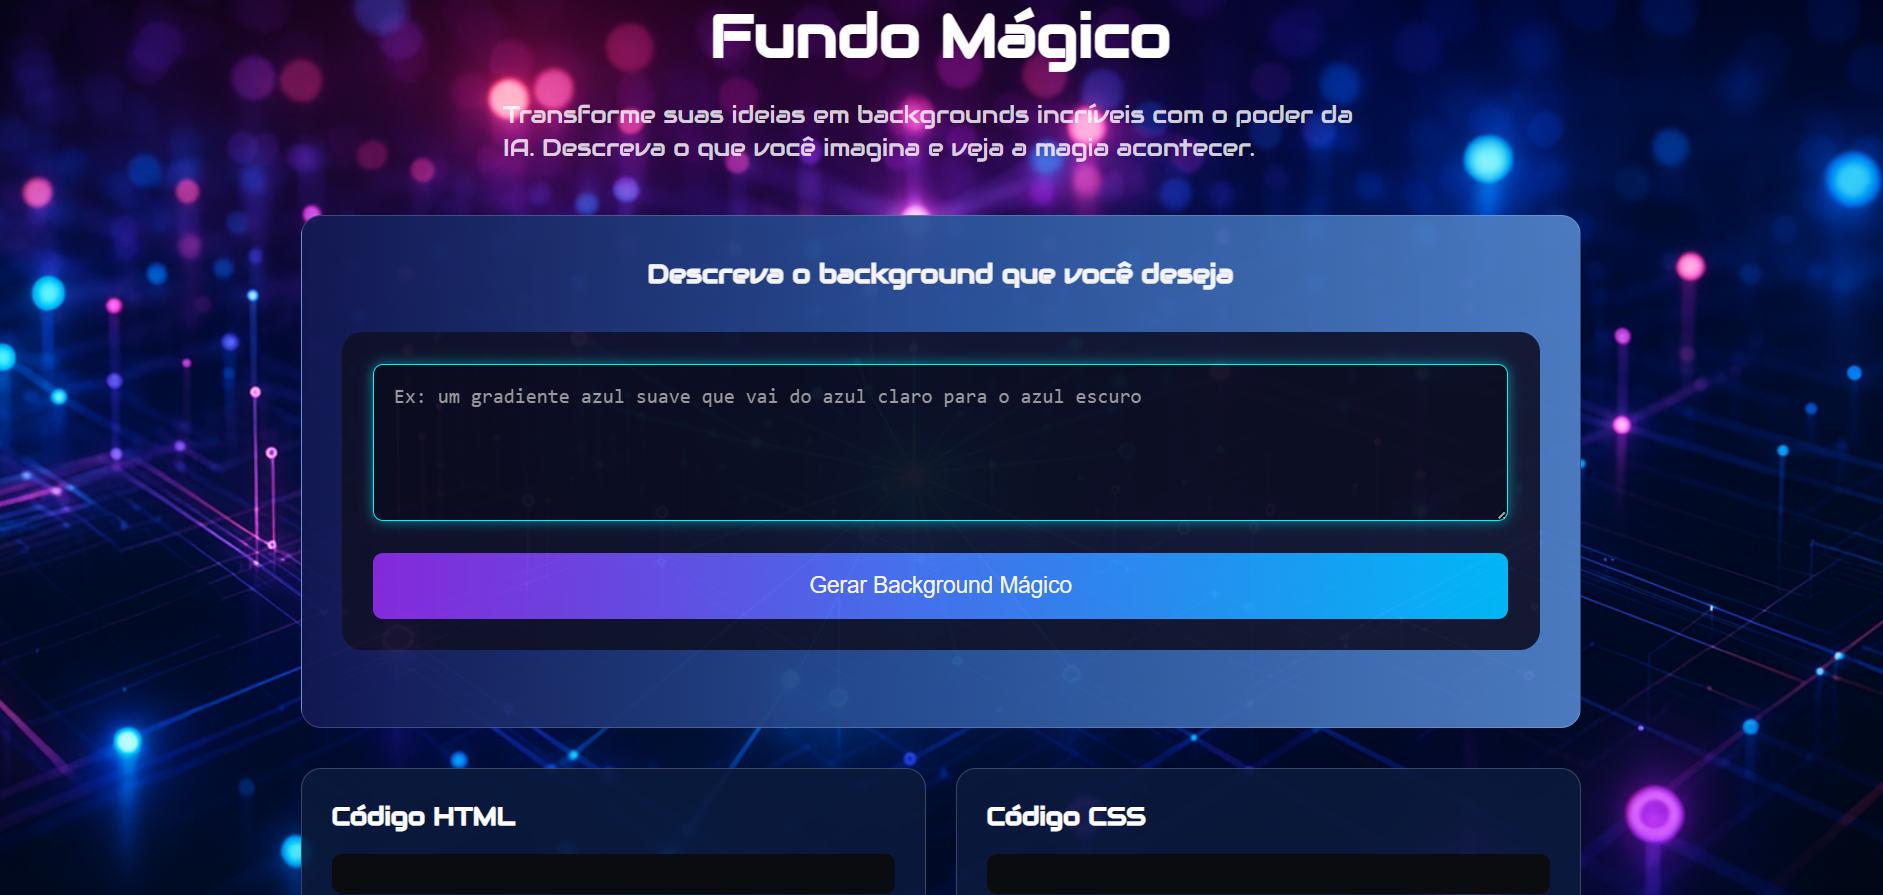 Fundo Mágico
Transforme suas ideias em backgrounds incríveis com o poder da
IA. Descreva o que você imagina e veja a magia acontecer.
Descreva o background que você deseja
Ex: um gradiente azul suave que vai do azul claro para o azul escuro
Gerar Background Mágico
Código HTML
Código CSS